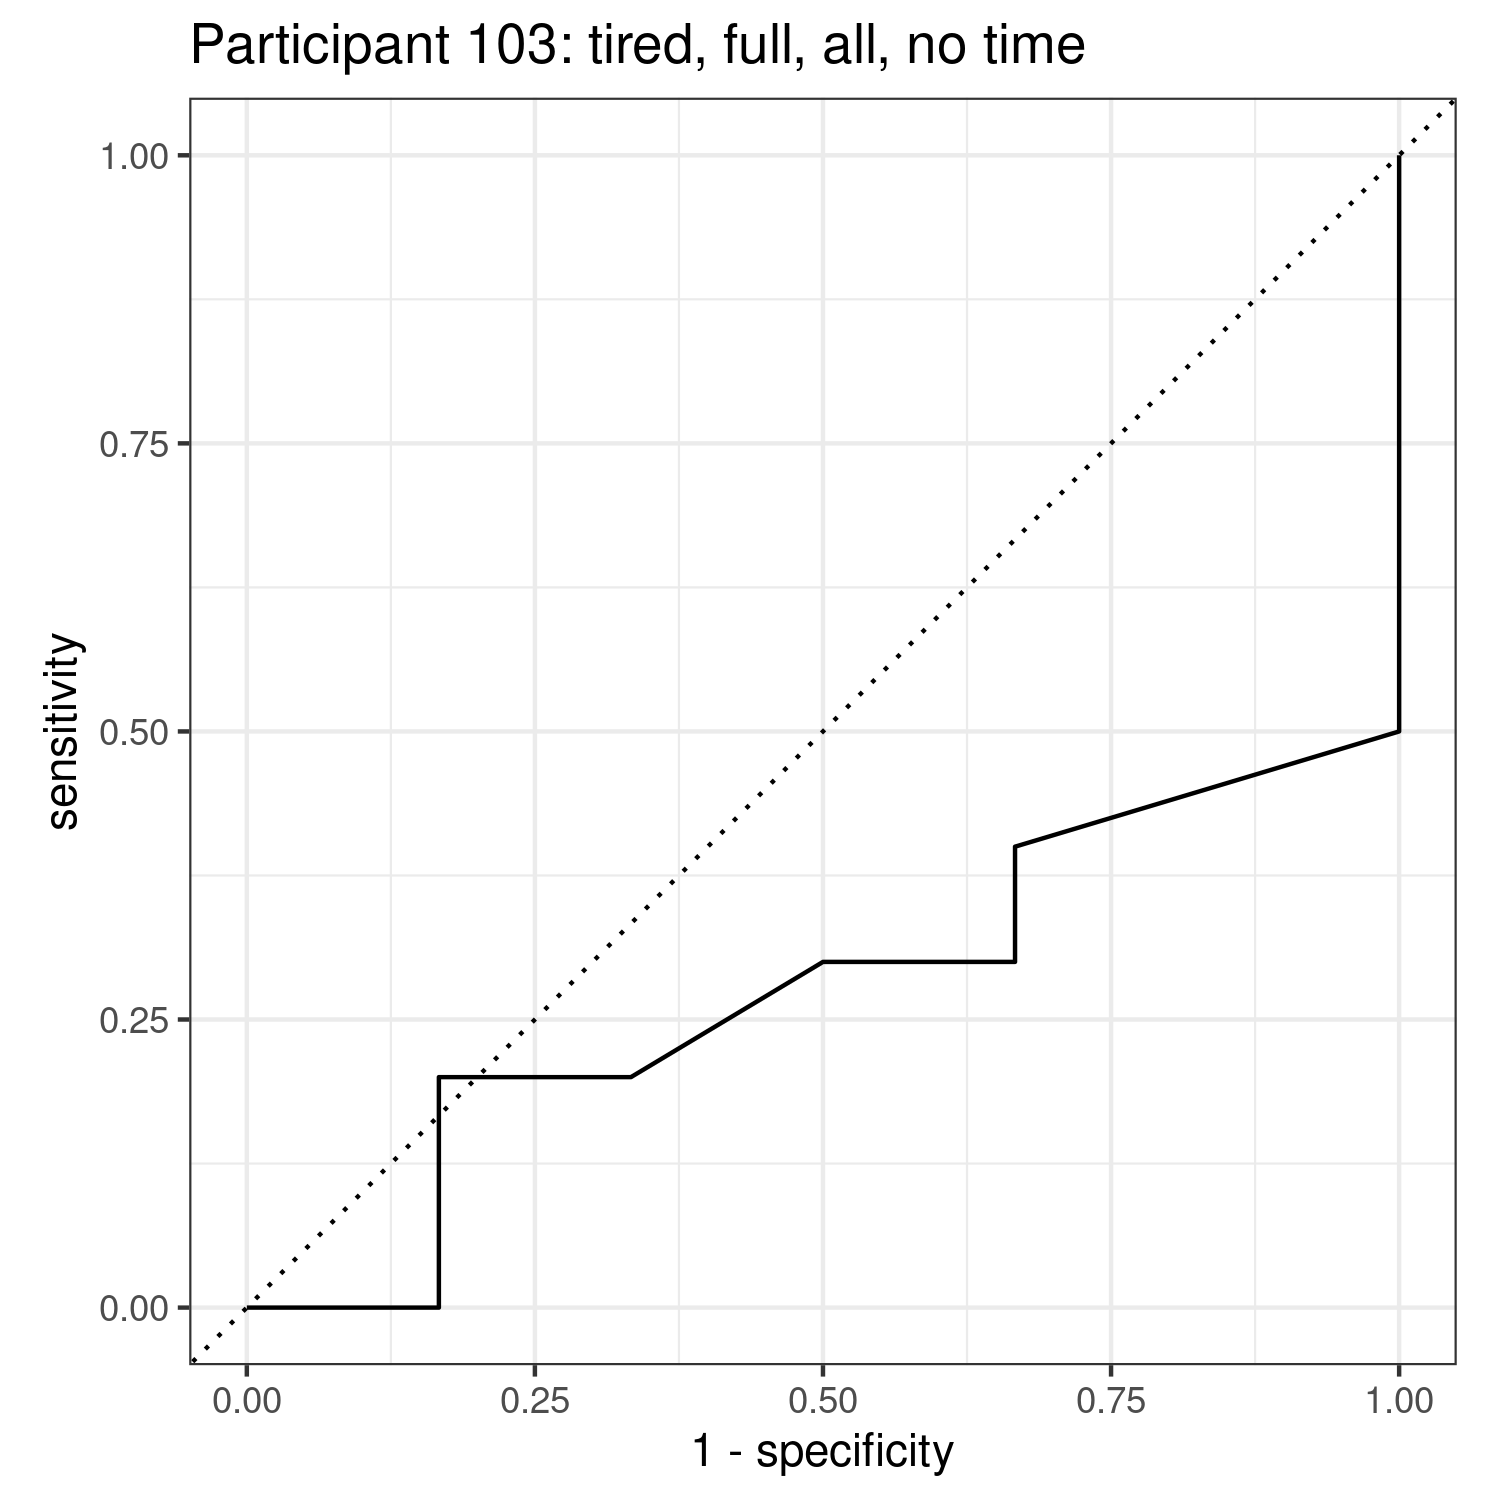 Participant 103: tired, full, all, no time
1.00
0.75
0.50
0.25
0.00
sensitivity
0.00 0.25 0.50 0.75 1.00
1 - specificity